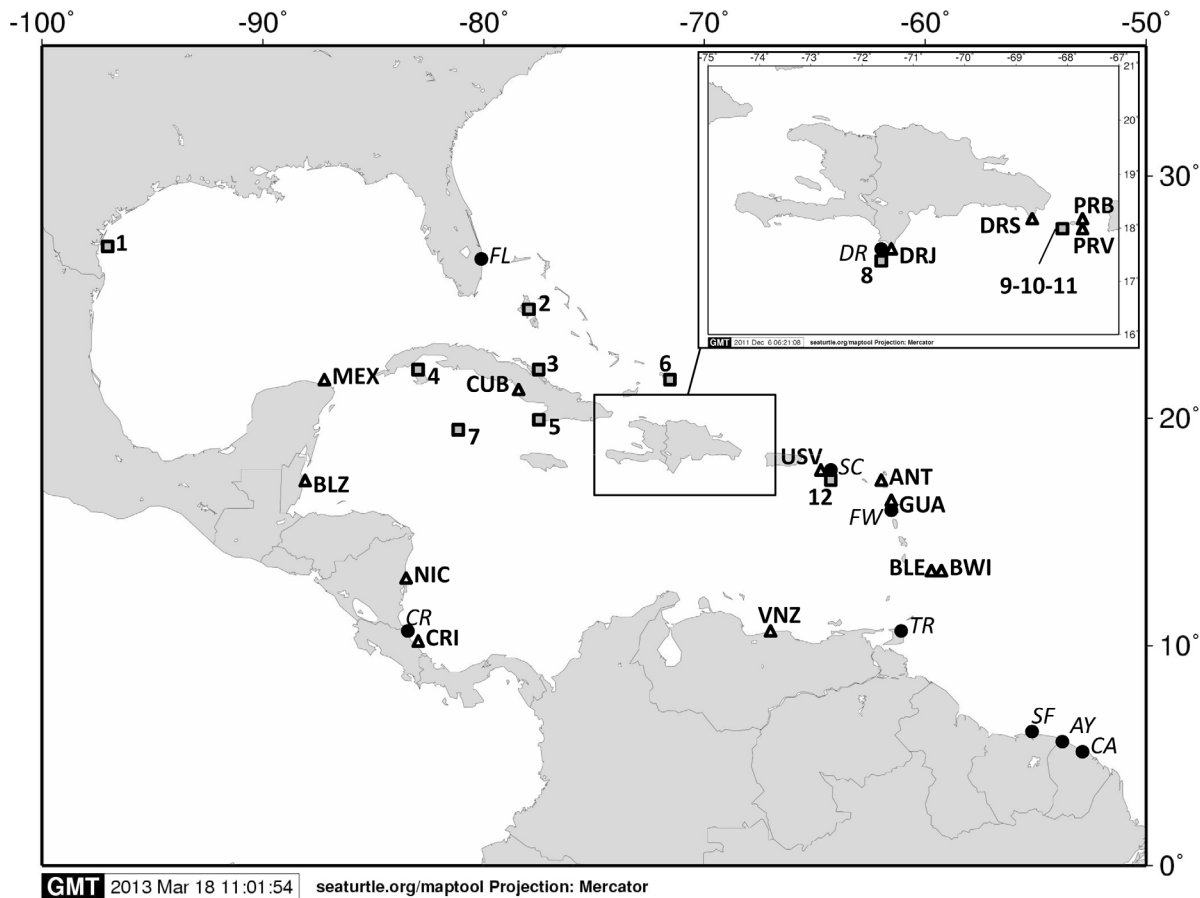 -100˚ -90˚ -80˚ -70˚ -60˚ -50˚
-75˚ -74˚ -73˚ -72˚ -71˚ -70˚ -69˚ -68˚ -67˚
21˚
20˚
19˚
18˚
17˚
16˚
PRB
DRS
PRV
DR DRJ
8
9-10-11
GMT 2011 Dec 6 06:21:08 seaturtle.org/maptool Projection: Mercator
30˚
1
FL
2
3
4
6
MEX
CUB
20˚
5
7
USV SC
BLZ
12
ANT
GUA
FW
NIC
BLE BWI
CR
CRI
VNZ
TR
10˚
SF
AY
CA
0˚
GMT 2013 Mar 18 11:01:54 seaturtle.org/maptool Projection: Mercator